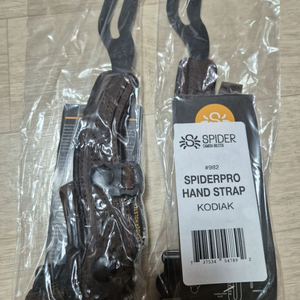 SPIDER
CAMERA HOLSTER
#982
SPIDERPRO
HAND STRAP
KODIAK